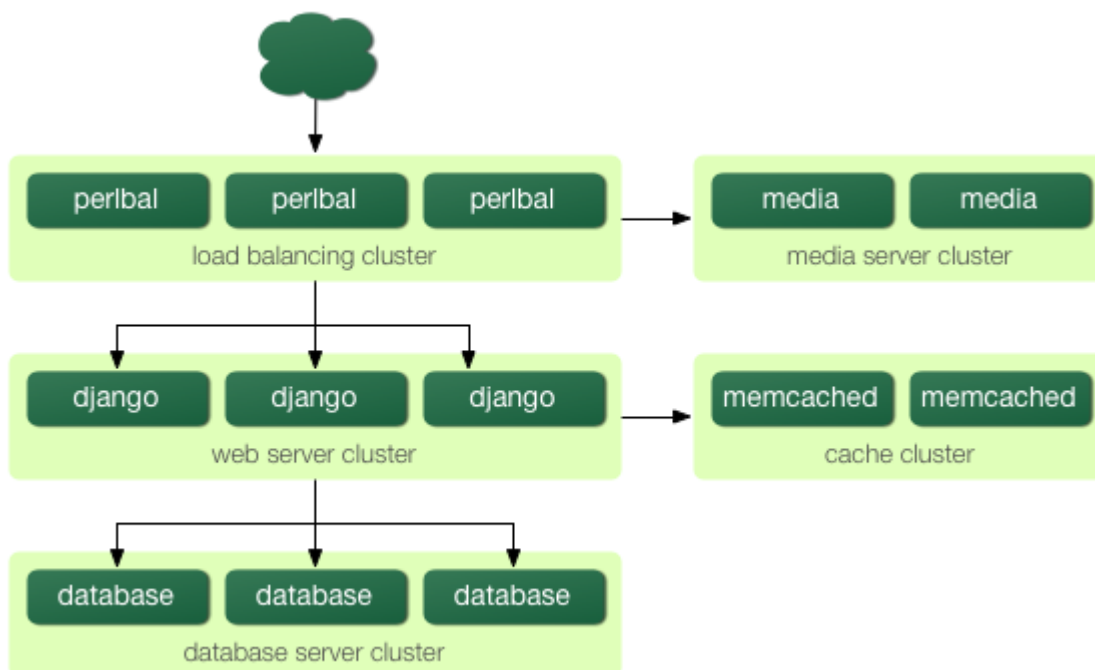 perlbal perlbal perlbal
load balancing cluster
media media
media server cluster
django django django
web server cluster
memcached memcached
cache cluster
database database database
database server cluster